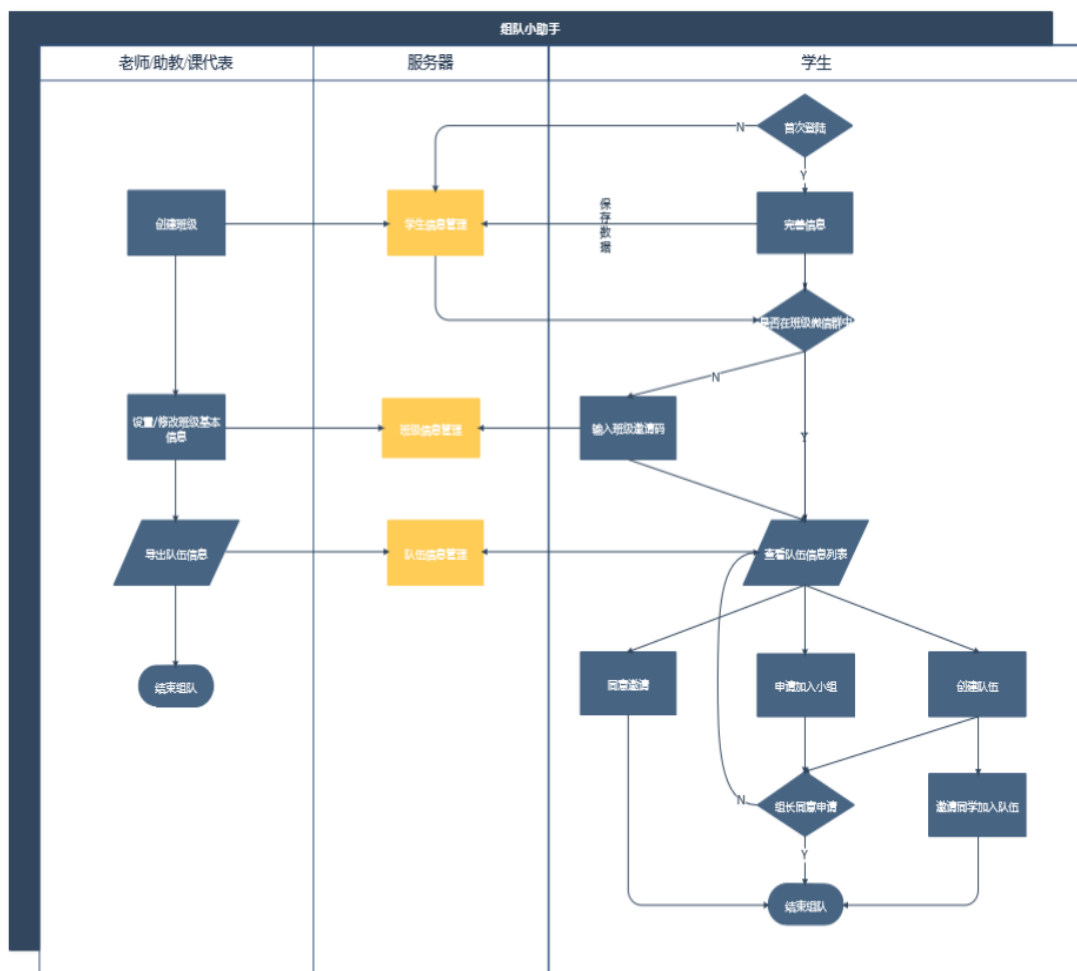 组队小助手
老师/助教/课代表
服务器
学生
首次登陆
N
Y
创建班级
学生信息管理
保
存
数
据
完善信息
是否在班级微信群中
N
设置/修改班级基本
信息
班级信息管理
输入班级邀请码
Y
导出队伍信息
队伍信息管理
查看队伍信息列表
结束组队
同意邀请
申请加入小组
创建队伍
N
组长同意申请
邀请同学加入队伍
Y
结束组队